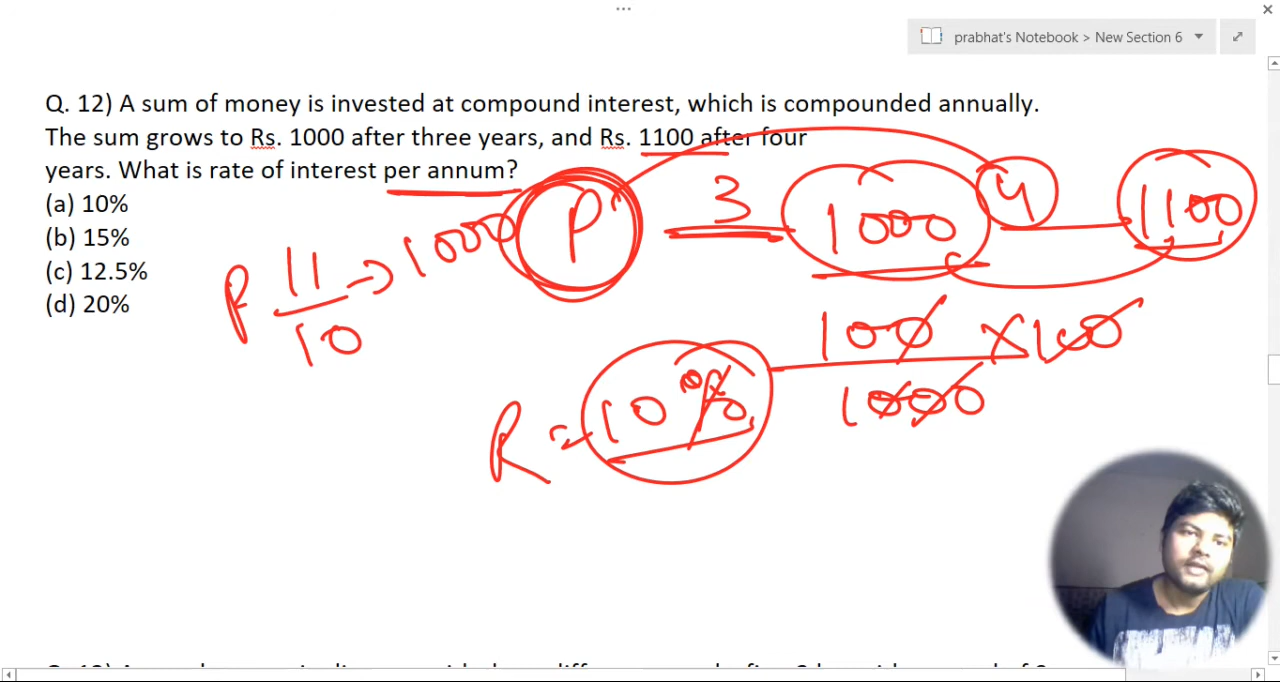 prabhat's Notebook > New Section 6
Q. 12) A sum of money is invested at compound interest, which is compounded annually.
The sum grows to Rs. 1000 after three years, and Rs. 1100 after four
years. What is rate of interest per annum?
(a) 10%
(b) 15%
(c) 12.5%
(d) 20%
P 3 1000 4 1100
P 11/10 → 1000
100 × 100
1000
R = 10%